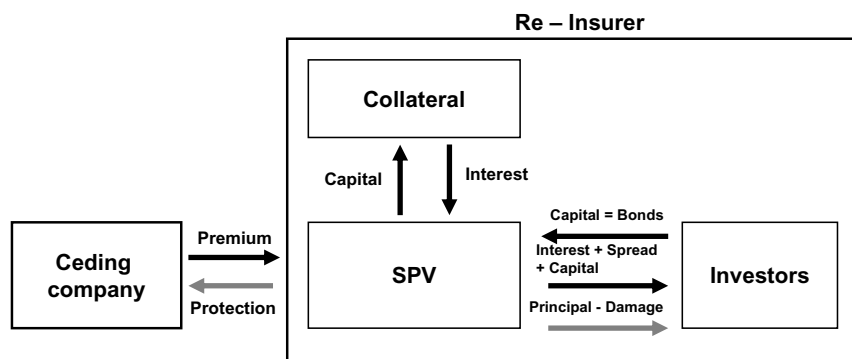 Re – Insurer
Collateral
Capital
Interest
Capital = Bonds
Premium
Interest + Spread
+ Capital
Ceding
company
SPV
Investors
Protection
Principal - Damage